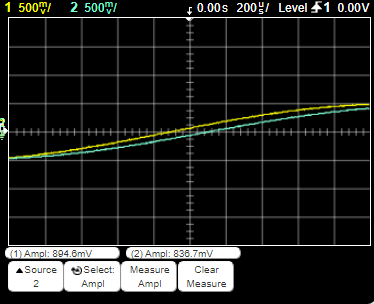 1 500mV/ 2 500mV/ 0.00s 200us/ Level 1 0.00V
(1) Ampl: 894.6mV (2) Ampl: 836.7mV
Source Select: Measure Clear
2 Ampl Ampl Measure